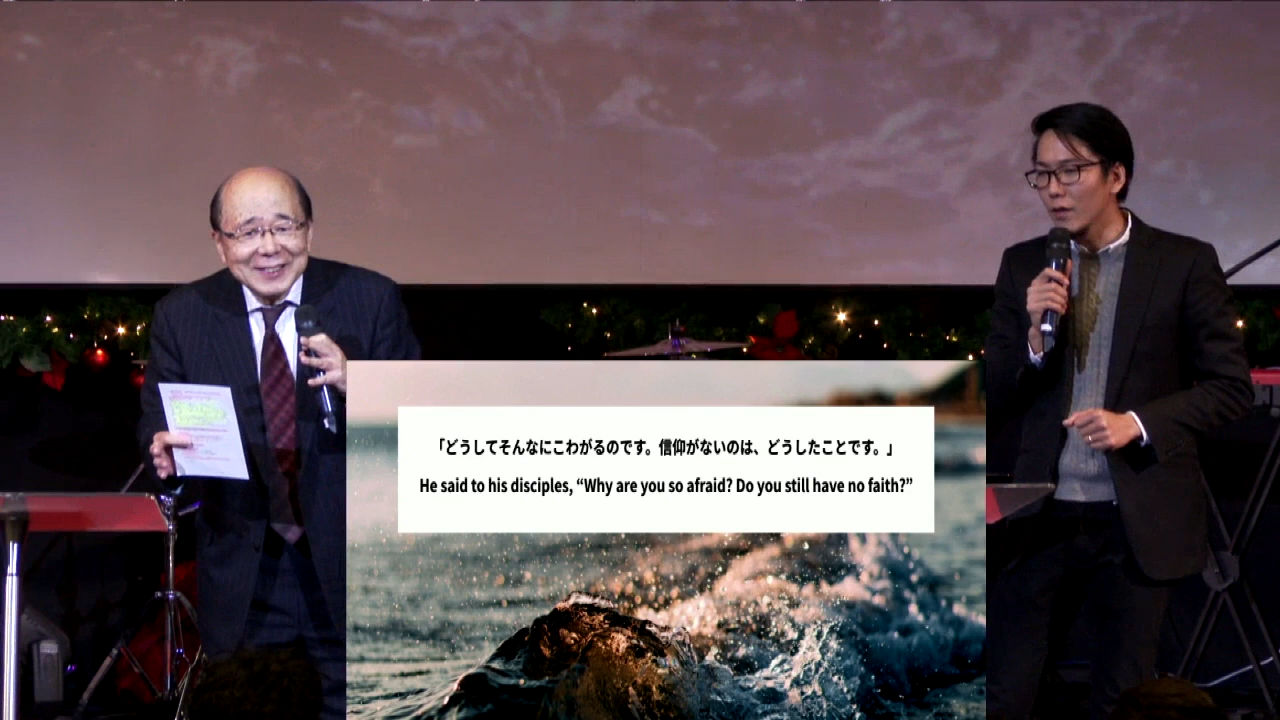 「どうしてそんなにこわがるのです。信仰がないのは、どうしたことです。」
He said to his disciples, “Why are you so afraid? Do you still have no faith?”